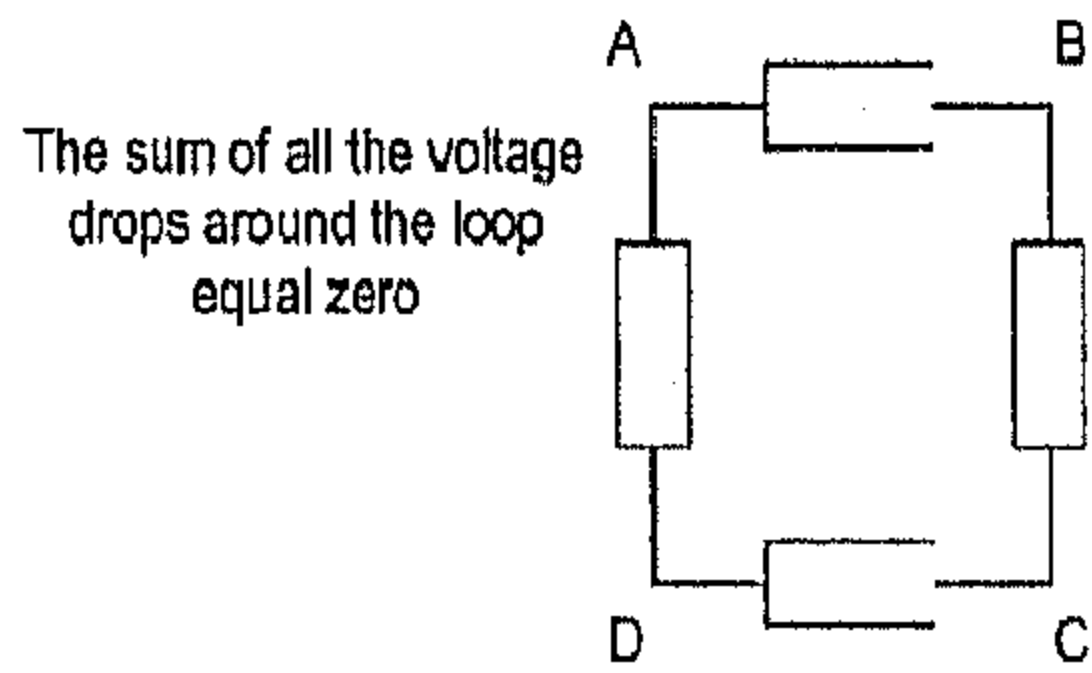 A B
The sum of all the voltage
drops around the loop
equal zero
D C